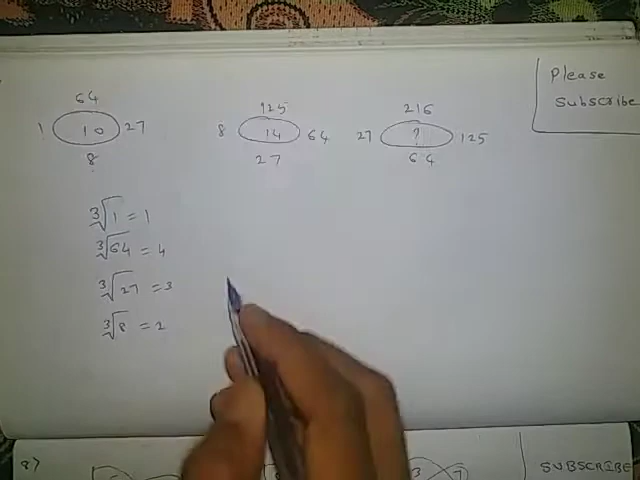 64
1 10 27
8
125
8 14 64
27
216
27 ? 125
64
Please
Subscribe
∛1 = 1
∛64 = 4
∛27 = 3
∛8 = 2
SUBSCRIBE